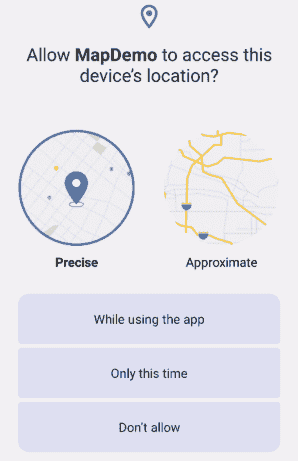 Allow MapDemo to access this
device's location?
Precise
Approximate
While using the app
Only this time
Don't allow